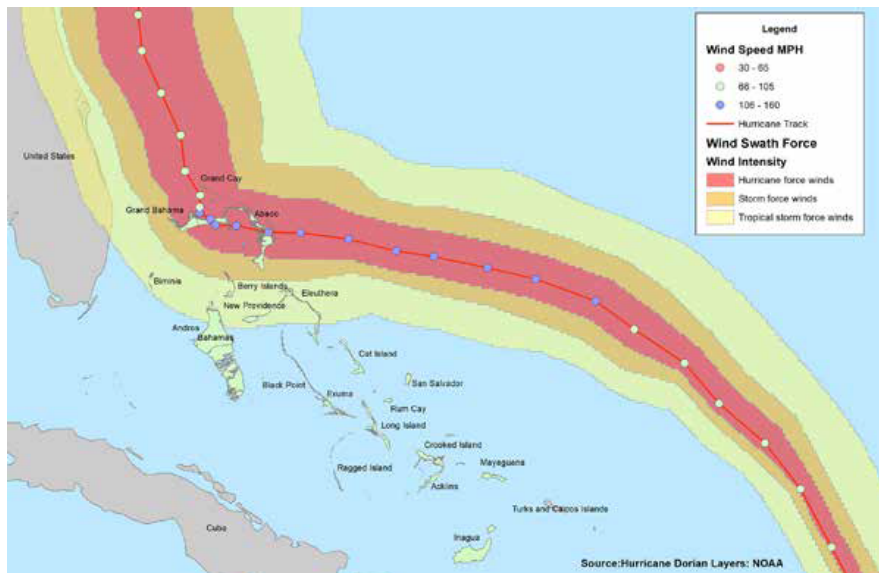 Legend
Wind Speed MPH
30 - 65
66 - 105
106 - 160
Hurricane Track
Wind Swath Force
Wind Intensity
Hurricane force winds
Storm force winds
Tropical storm force winds
United States
Grand Cay
Grand Bahama
Abaco
Biminis
Berry Islands
Eleuthera
New Providence
Andros
Bahamas
Cat Island
Black Point
San Salvador
Exuma
Rum Cay
Long Island
Crooked Island
Ragged Island
Mayaguana
Acklins
Turks and Caicos Islands
Cuba
Inagua
Source:Hurricane Dorian Layers: NOAA